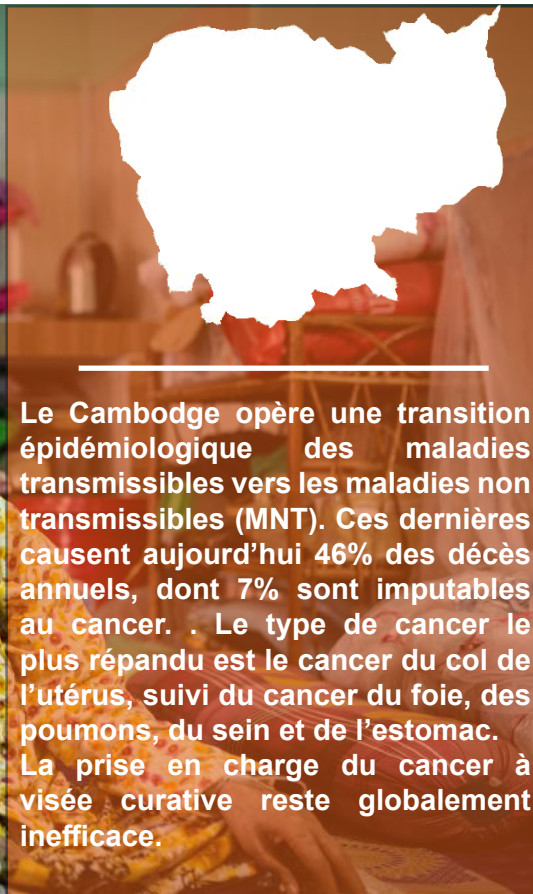 Le Cambodge opère une transition
épidémiologique des maladies
transmissibles vers les maladies non
transmissibles (MNT). Ces dernières
causent aujourd’hui 46% des décès
annuels, dont 7% sont imputables
au cancer. . Le type de cancer le
plus répandu est le cancer du col de
l’utérus, suivi du cancer du foie, des
poumons, du sein et de l’estomac.
La prise en charge du cancer à
visée curative reste globalement
inefficace.